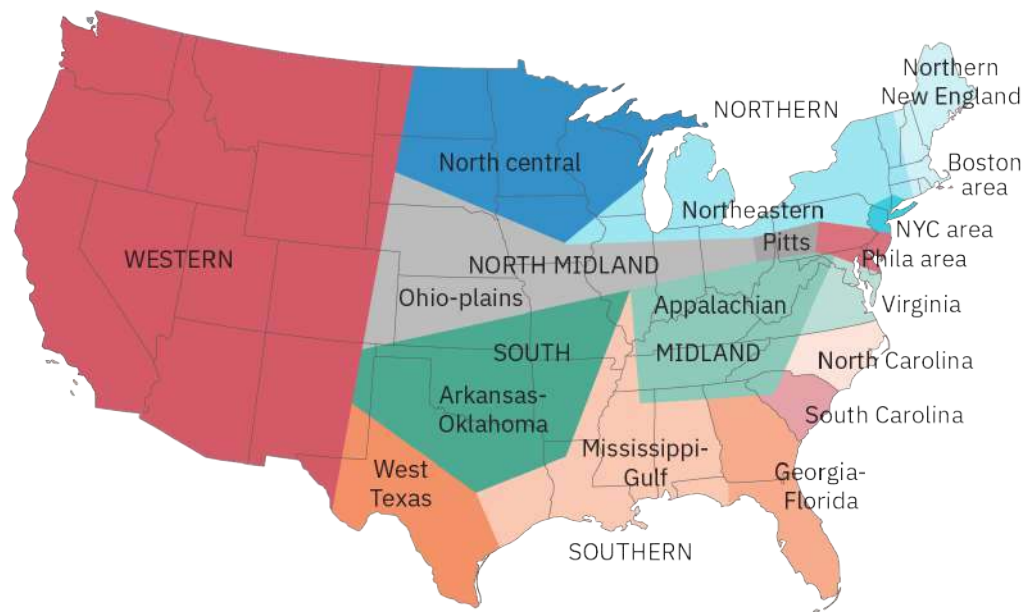 Northern
New England
NORTHERN
North central
Boston
area
Northeastern
NYC area
Pitts
WESTERN
NORTH MIDLAND
Phila area
Ohio-plains
Appalachian
Virginia
SOUTH
MIDLAND
North Carolina
Arkansas-
Oklahoma
South Carolina
Mississippi-
Gulf
West
Texas
Georgia-
Florida
SOUTHERN